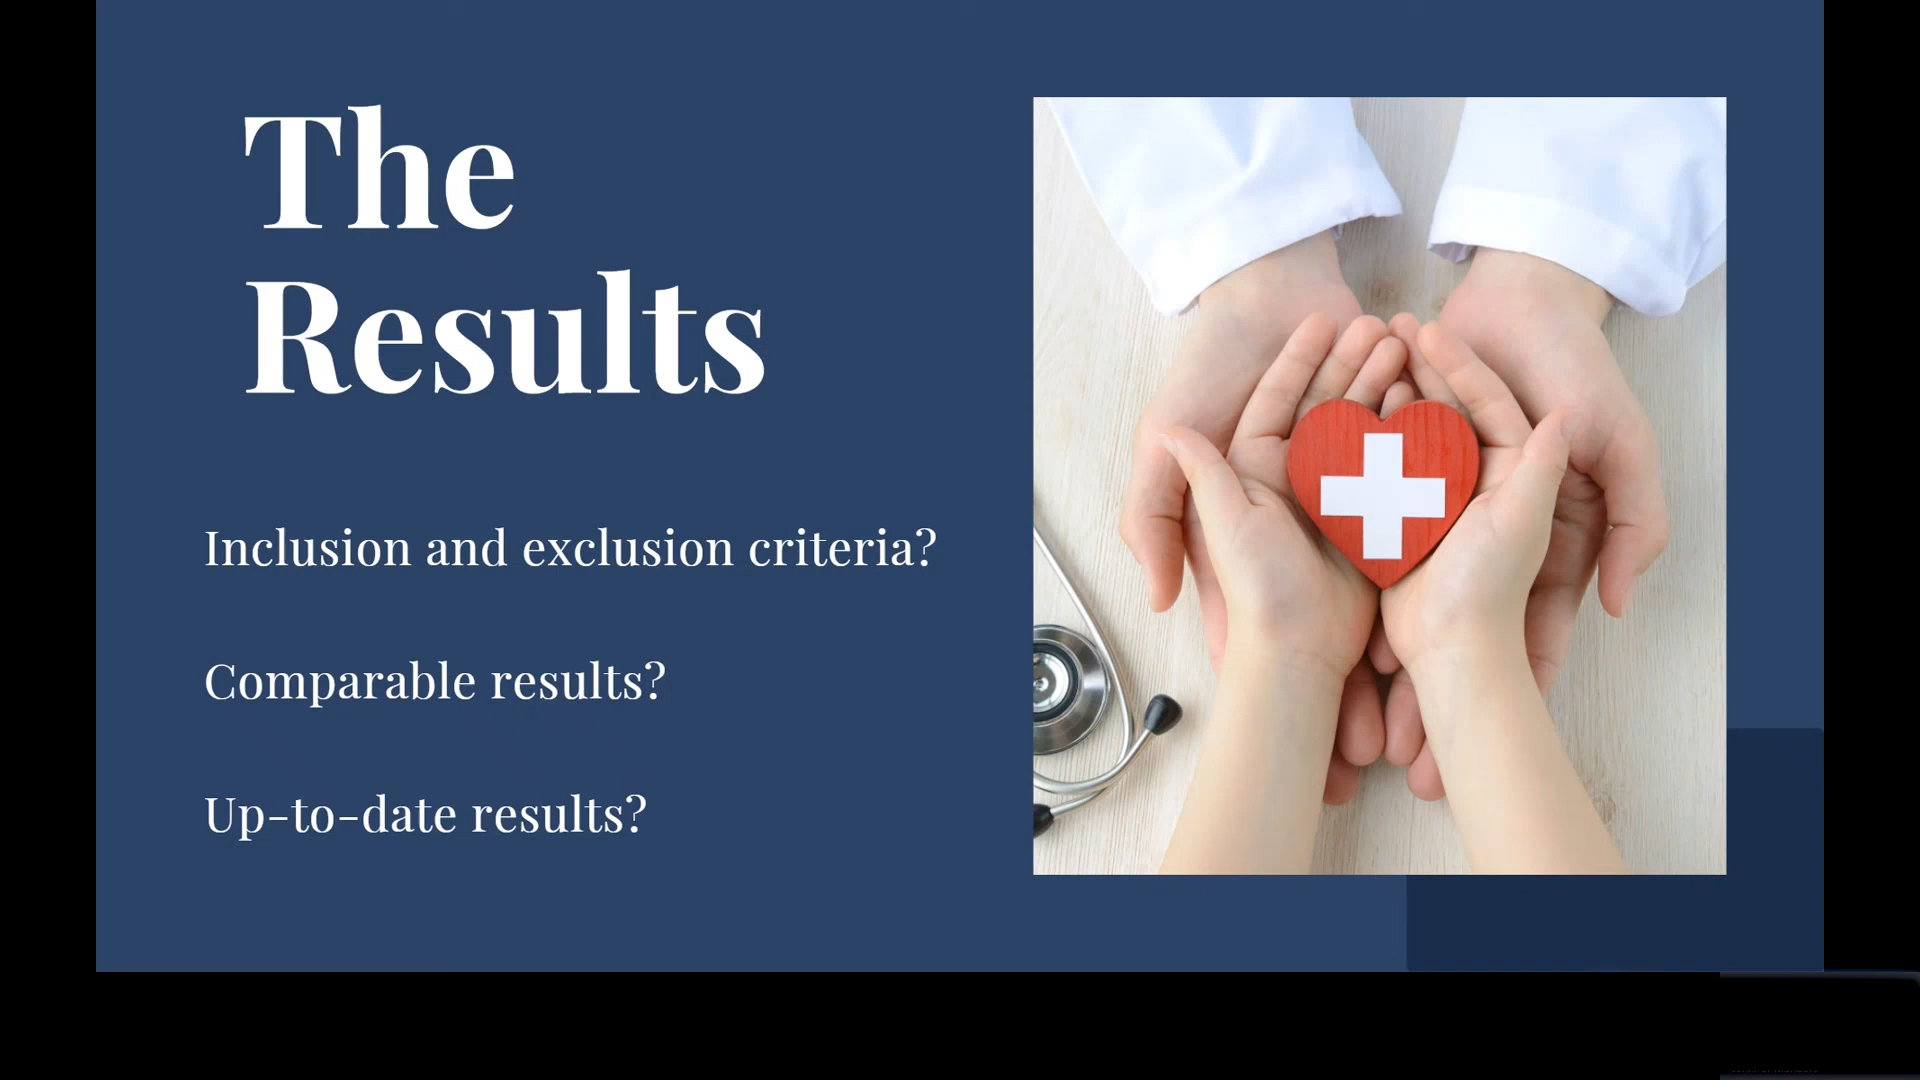 The
Results
Inclusion and exclusion criteria?
Comparable results?
Up-to-date results?